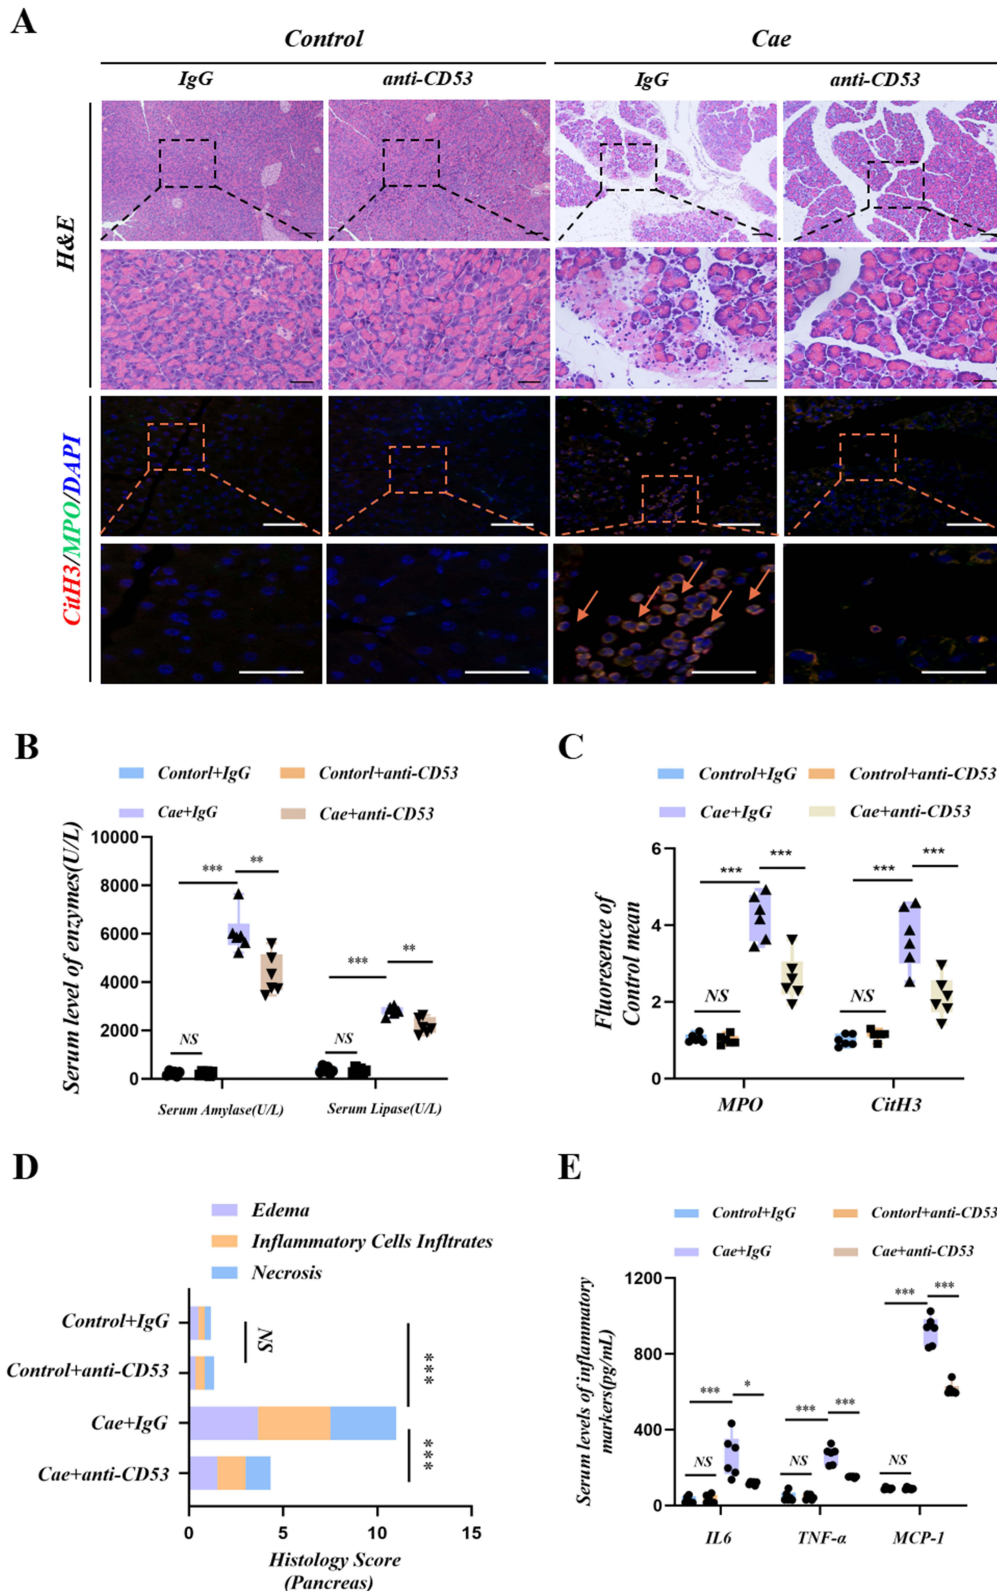 A
Control Cae
IgG anti-CD53 IgG anti-CD53
H&E
CitH3/MPO/DAPI
B
Contorl+IgG Contorl+anti-CD53
Cae+IgG Cae+anti-CD53
Serum level of enzymes(U/L)
10000
8000
6000
4000
2000
0
*** **
*** **
NS NS
Serum Amylase(U/L) Serum Lipase(U/L)
C
Control+IgG Control+anti-CD53
Cae+IgG Cae+anti-CD53
Fluoresence of
Control mean
6
4
2
0
*** *** *** ***
NS NS
MPO CitH3
D
Edema
Inflammatory Cells Infltrates
Necrosis
Control+IgG
Control+anti-CD53
Cae+IgG
Cae+anti-CD53
NS
***
***
0 5 10 15
Histology Score
(Pancreas)
E
Control+IgG Contorl+anti-CD53
Cae+IgG Cae+anti-CD53
Serum levels of inflammatory
markers(pg/mL)
1200
800
400
0
*** ***
*** *
*** ***
NS NS NS
IL6 TNF-α MCP-1